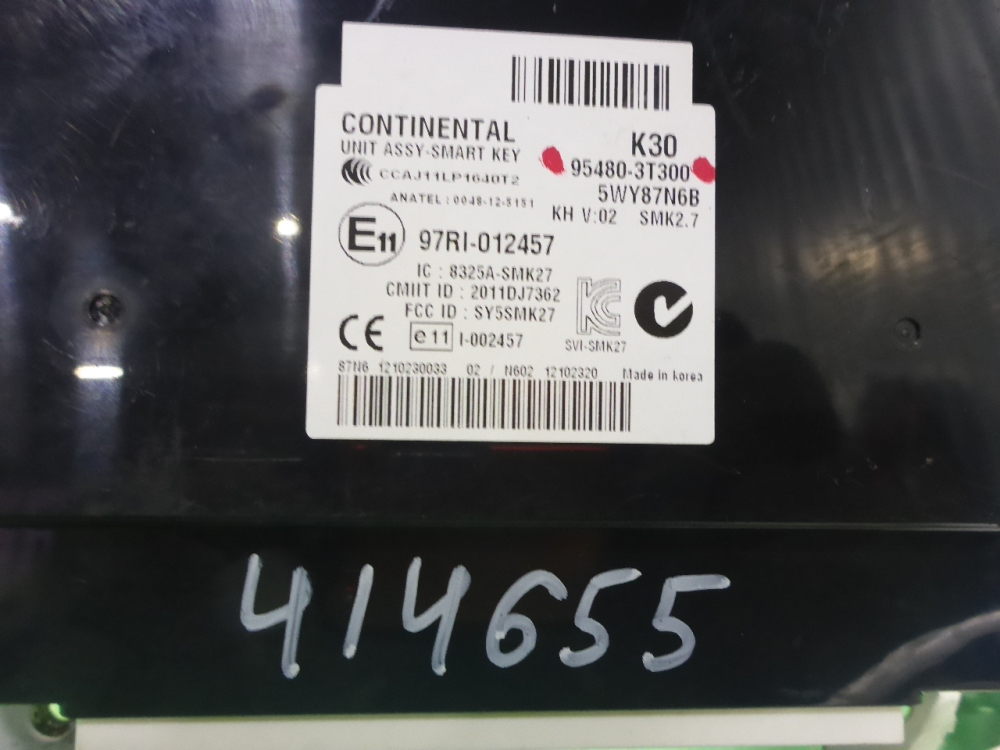 CONTINENTAL
UNIT ASSY-SMART KEY
K30
95480-3T300
CCAJ11LP1640T2
5WY87N6B
ANATEL : 0048-12-5151
KH V:02 SMK2.7
E11 97RI-012457
IC : 8325A-SMK27
CMIIT ID : 2011DJ7362
FCC ID : SY5SMK27
CE e11 I-002457
SVI-SMK27
87N6 1210230033 02 / N602 12102320 Made in korea
414655